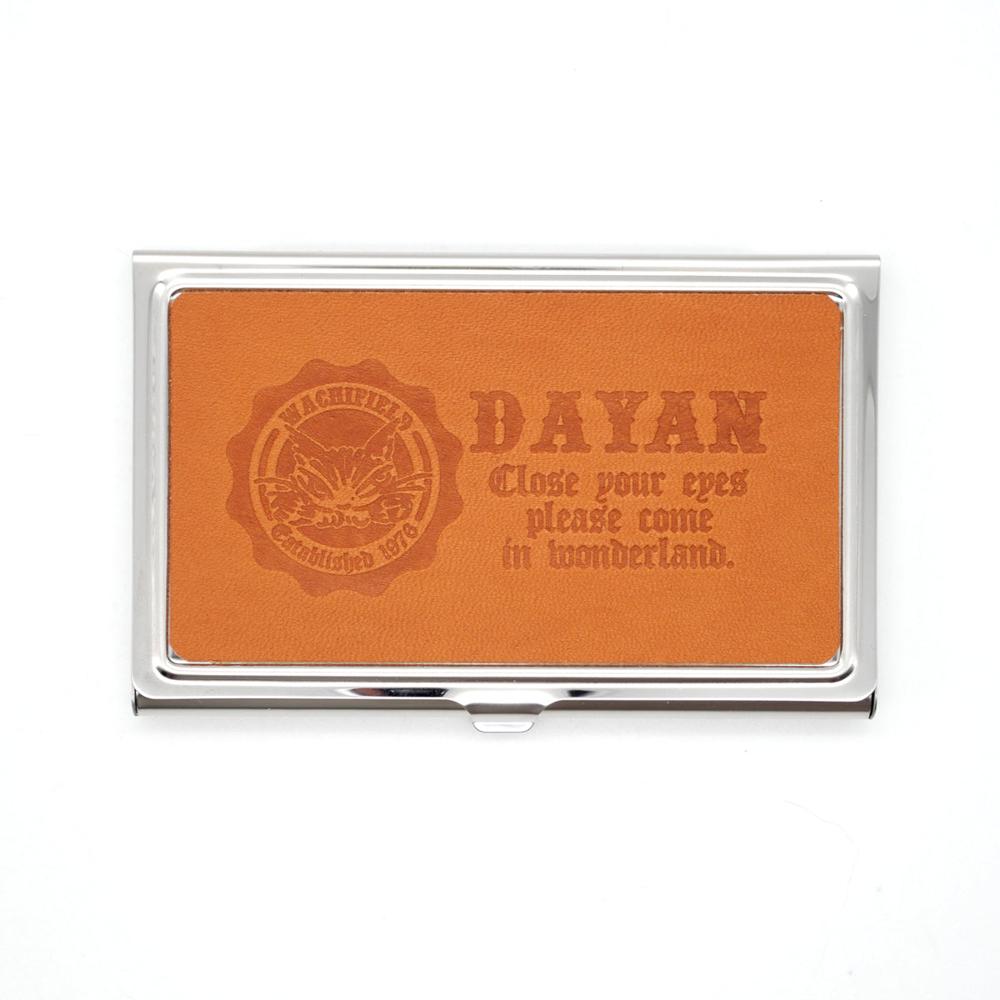 WACHIFIELD
Established 1976
DAYAN
Close your eyes
please come
in wonderland.